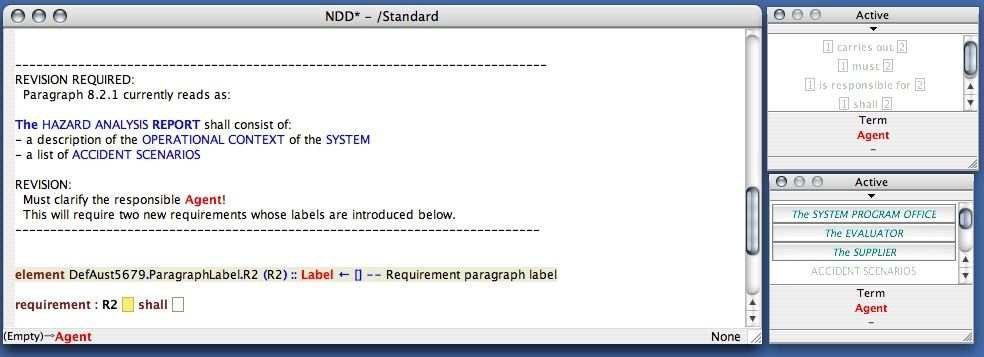 NDD* – /Standard
--------------------------------------------------------------------------------
REVISION REQUIRED:
Paragraph 8.2.1 currently reads as:
The HAZARD ANALYSIS REPORT shall consist of:
- a description of the OPERATIONAL CONTEXT of the SYSTEM
- a list of ACCIDENT SCENARIOS
REVISION:
Must clarify the responsible Agent!
This will require two new requirements whose labels are introduced below.
--------------------------------------------------------------------------------
element DefAust5679.ParagraphLabel.R2 (R2) :: Label ← [] -- Requirement paragraph label
requirement : R2 shall
(Empty)→Agent
None
Active
1 carries out 2
1 must 2
1 is responsible for 2
1 shall 2
Term
Agent
–
Active
The SYSTEM PROGRAM OFFICE
The EVALUATOR
The SUPPLIER
ACCIDENT SCENARIOS
Term
Agent
–